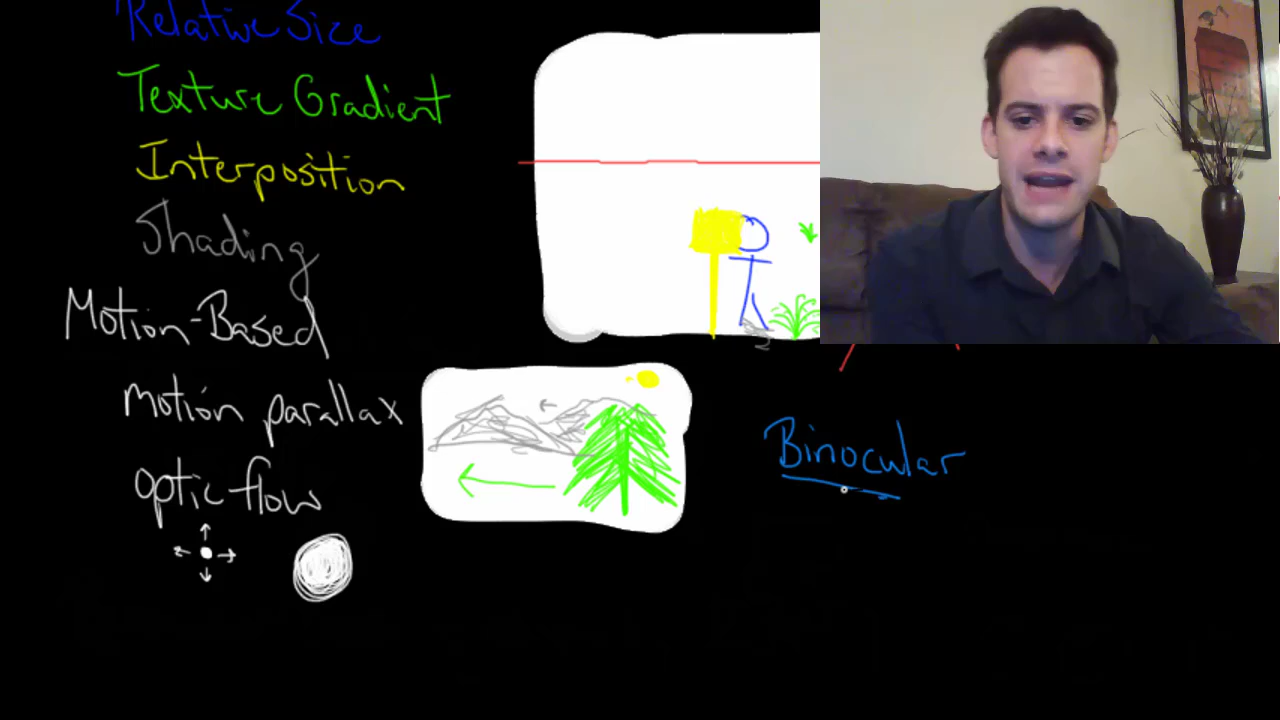 Relative Size
Texture Gradient
Interposition
Shading
Motion-Based
motion parallax
optic flow
Binocular